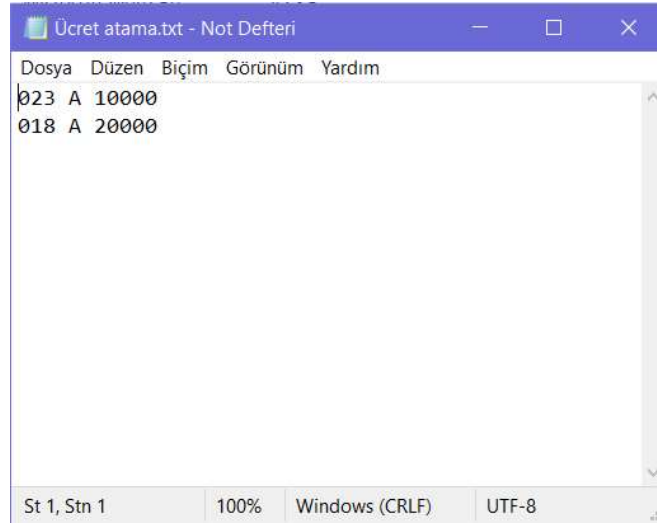 Ücret atama.txt - Not Defteri
Dosya Düzen Biçim Görünüm Yardım
023 A 10000
018 A 20000
St 1, Stn 1 100% Windows (CRLF) UTF-8